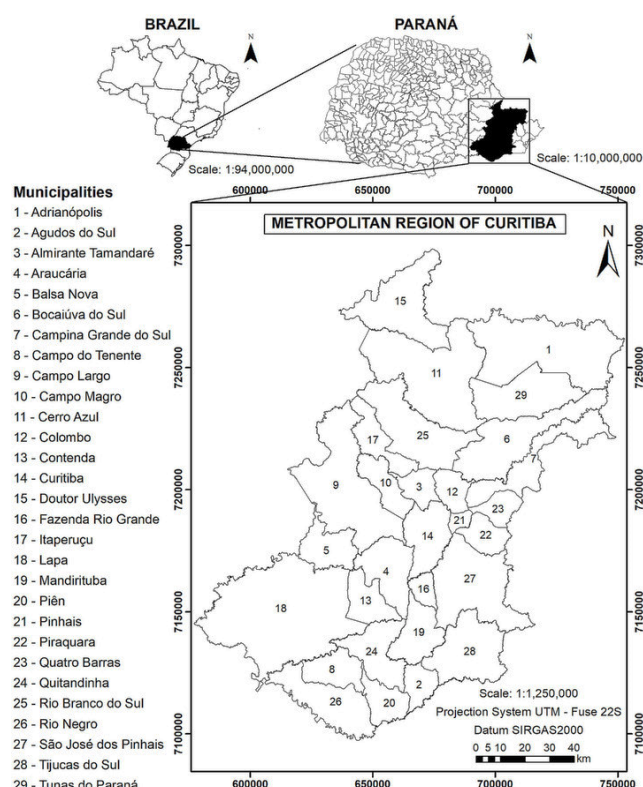 BRAZIL
PARANÁ
N
N
Scale: 1:94,000,000
Scale: 1:10,000,000
Municipalities
1 - Adrianópolis
2 - Agudos do Sul
3 - Almirante Tamandaré
4 - Araucária
5 - Balsa Nova
6 - Bocaiúva do Sul
7 - Campina Grande do Sul
8 - Campo do Tenente
9 - Campo Largo
10 - Campo Magro
11 - Cerro Azul
12 - Colombo
13 - Contenda
14 - Curitiba
15 - Doutor Ulysses
16 - Fazenda Rio Grande
17 - Itaperuçu
18 - Lapa
19 - Mandirituba
20 - Piên
21 - Pinhais
22 - Piraquara
23 - Quatro Barras
24 - Quitandinha
25 - Rio Branco do Sul
26 - Rio Negro
27 - São José dos Pinhais
28 - Tijucas do Sul
29 - Tunas do Paraná
600000 650000 700000 750000
METROPOLITAN REGION OF CURITIBA
N
7300000 7300000
15
1
7250000 11 7250000
29
25
17 6
7
9 10 3 12
7200000 7200000
23
21
14 22
5
4 27
16
13
18
7150000 7150000
19
24 28
8
2
26 20
Scale: 1:1,250,000
Projection System UTM - Fuse 22S
Datum SIRGAS2000
7100000 7100000
0 5 10 20 30 40
km
600000 650000 700000 750000